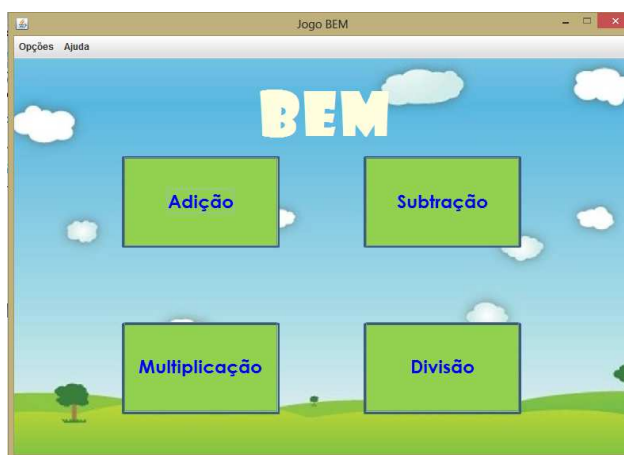 Jogo BEM
Opções Ajuda
BEM
Adição Subtração
Multiplicação Divisão